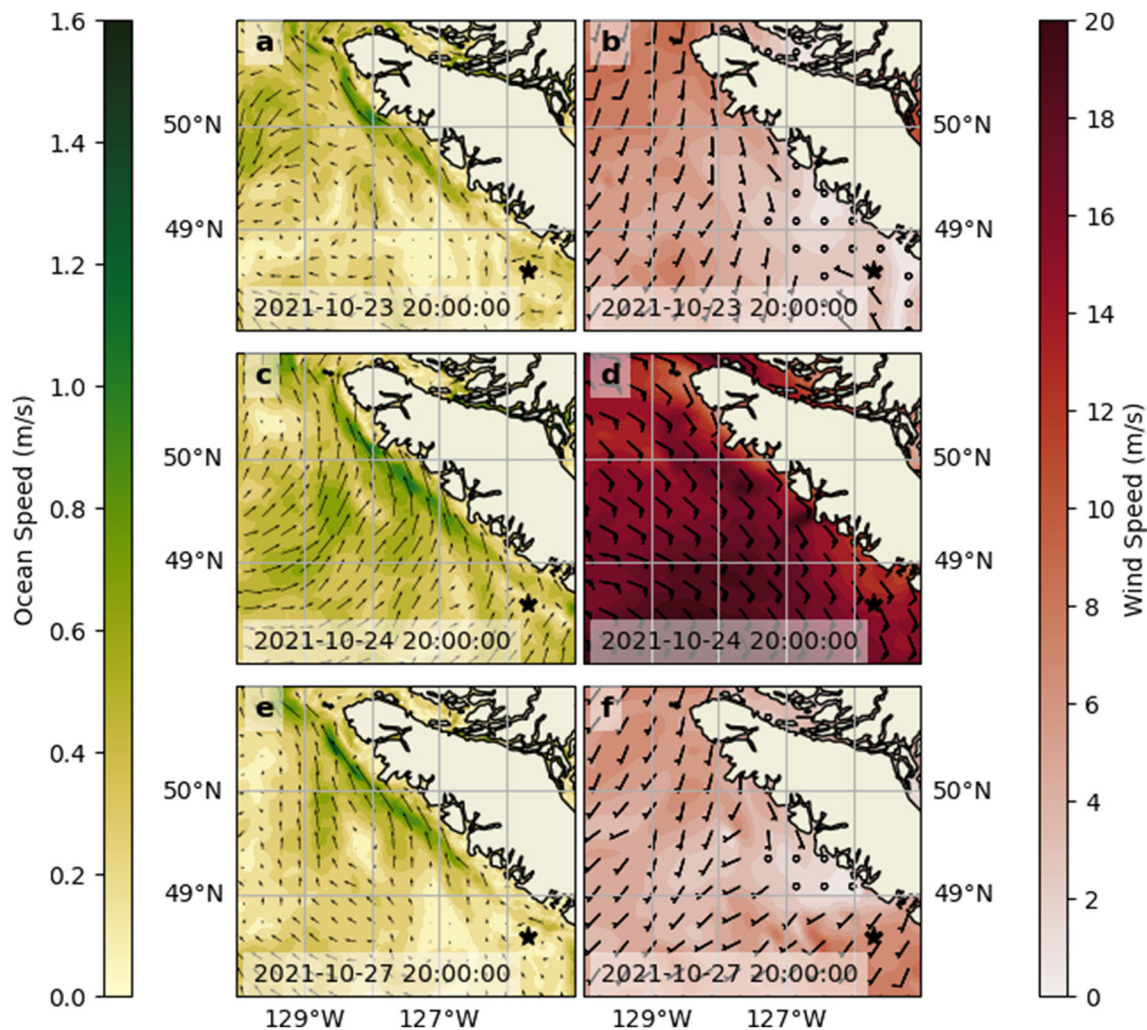 1.6
1.4
1.2
1.0
0.8
0.6
0.4
0.2
0.0
Ocean Speed (m/s)
a
50°N
49°N
2021-10-23 20:00:00
b
50°N
49°N
2021-10-23 20:00:00
c
50°N
49°N
2021-10-24 20:00:00
d
50°N
49°N
2021-10-24 20:00:00
e
50°N
49°N
2021-10-27 20:00:00
129°W 127°W
f
50°N
49°N
2021-10-27 20:00:00
129°W 127°W
20
18
16
14
12
10
8
6
4
2
0
Wind Speed (m/s)